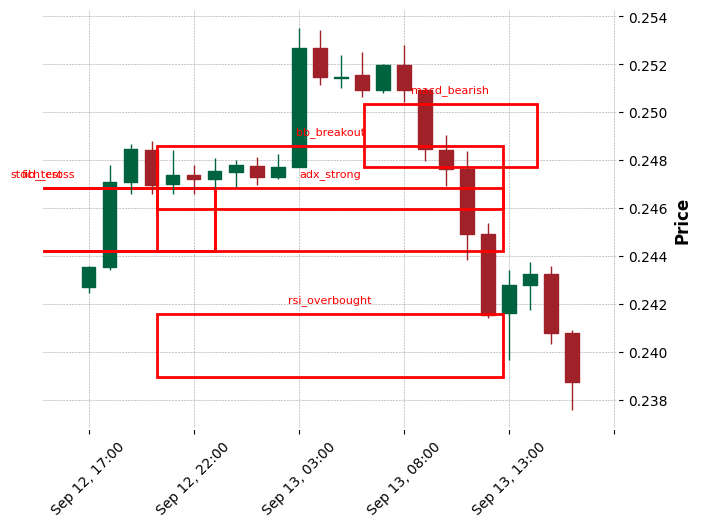 0.254
0.252
macd_bearish
0.250
bb_breakout
0.248
adx_strong
0.246
Price
0.244
rsi_overbought
0.242
0.240
0.238
Sep 12, 17:00
Sep 12, 22:00
Sep 13, 03:00
Sep 13, 08:00
Sep 13, 13:00